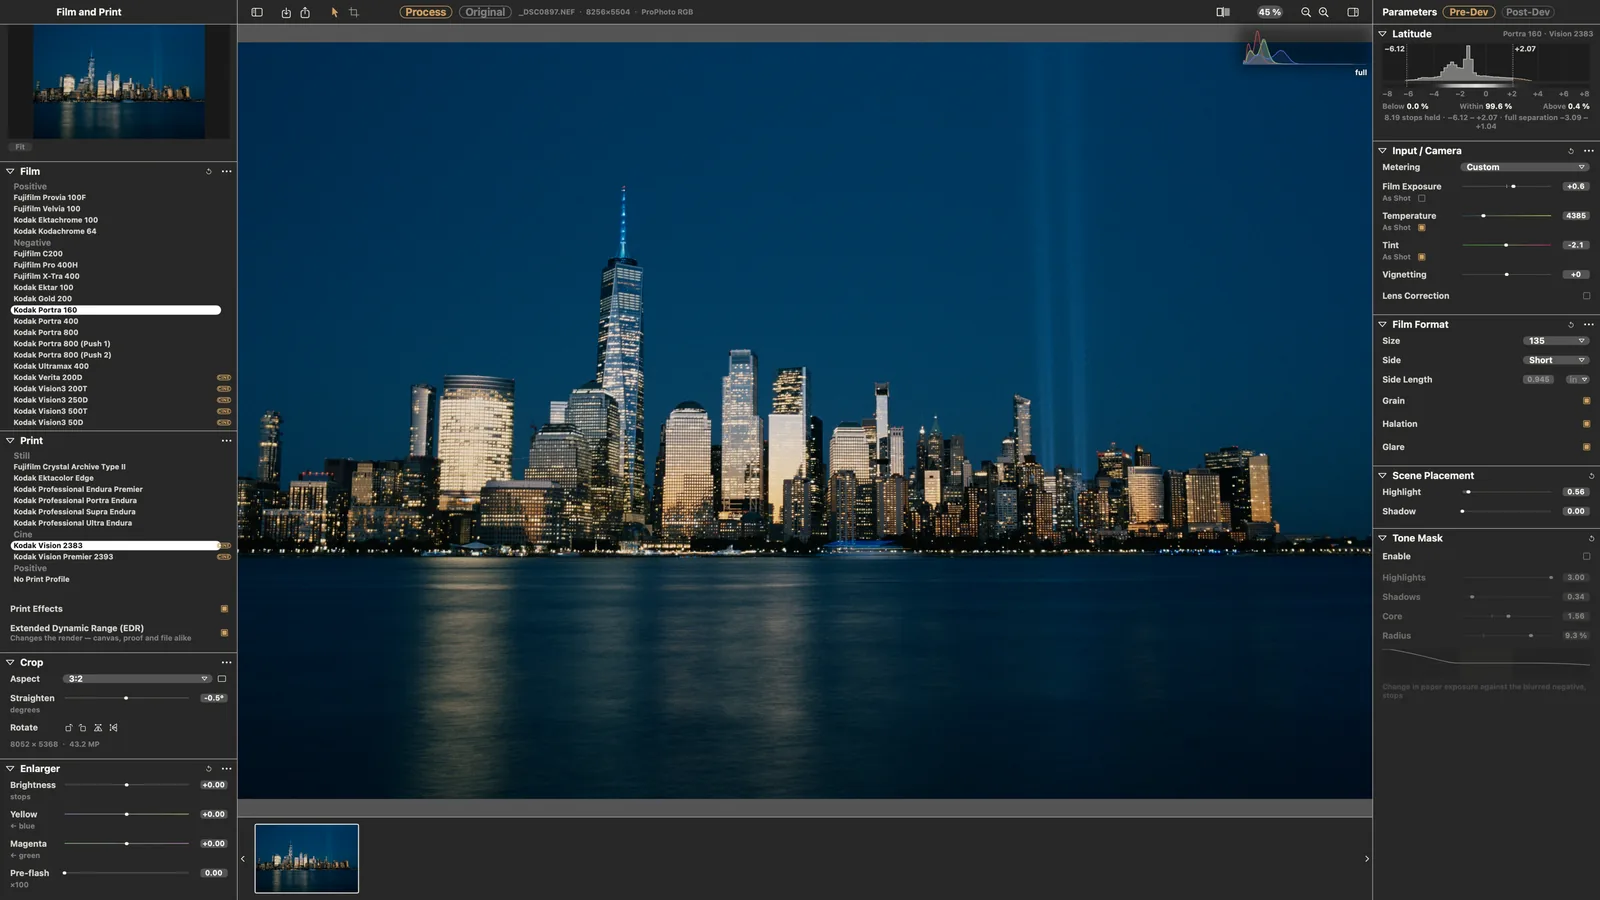 Film and Print
Process
Original
_DSC0897.NEF · 8256×5504 · ProPhoto RGB
45 %
Parameters
Pre-Dev
Post-Dev
Fit
Film
Positive
Fujifilm Provia 100F
Fujifilm Velvia 100
Kodak Ektachrome 100
Kodak Kodachrome 64
Negative
Fujifilm C200
Fujifilm Pro 400H
Fujifilm X-Tra 400
Kodak Ektar 100
Kodak Gold 200
Kodak Portra 160
Kodak Portra 400
Kodak Portra 800
Kodak Portra 800 (Push 1)
Kodak Portra 800 (Push 2)
Kodak Ultramax 400
Kodak Verita 200D
Kodak Vision3 200T
Kodak Vision3 250D
Kodak Vision3 500T
Kodak Vision3 50D
Print
Still
Fujifilm Crystal Archive Type II
Kodak Ektacolor Edge
Kodak Professional Endura Premier
Kodak Professional Portra Endura
Kodak Professional Supra Endura
Kodak Professional Ultra Endura
Cine
Kodak Vision 2383
Kodak Vision Premier 2393
Positive
No Print Profile
Print Effects
Extended Dynamic Range (EDR)
Changes the render — canvas, proof and file alike
Crop
Aspect 3:2
Straighten -0.5°
degrees
Rotate
8052 × 5368 · 43.2 MP
Enlarger
Brightness +0.00
stops
Yellow +0.00
← blue
Magenta +0.00
← green
Pre-flash 0.00
×100
full
Latitude Portra 160 · Vision 2383
−6.12 +2.07
−8 −6 −4 −2 0 +2 +4 +6 +8
Below 0.0 % Within 99.6 % Above 0.4 %
8.19 stops held · −6.12 – +2.07 · full separation −3.09 –
+1.04
Input / Camera
Metering Custom
Film Exposure +0.6
As Shot
Temperature 4385
As Shot
Tint -2.1
As Shot
Vignetting +0
Lens Correction
Film Format
Size 135
Side Short
Side Length 0.945 in
Grain
Halation
Glare
Scene Placement
Highlight 0.56
Shadow 0.00
Tone Mask
Enable
Highlights 3.00
Shadows 0.34
Core 1.56
Radius 9.3 %
Change in paper exposure against the blurred negative,
stops